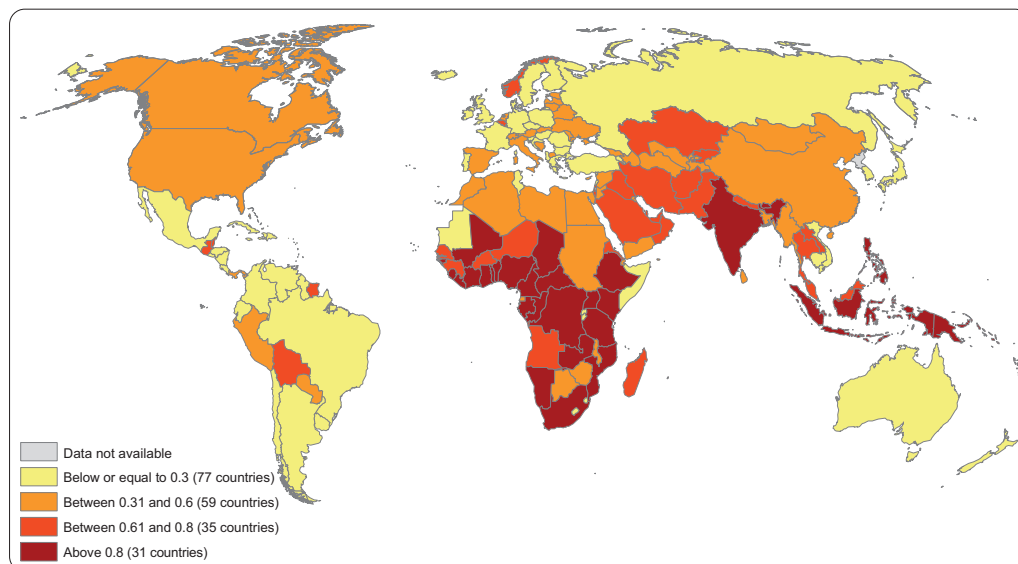 Data not available
Below or equal to 0.3 (77 countries)
Between 0.31 and 0.6 (59 countries)
Between 0.61 and 0.8 (35 countries)
Above 0.8 (31 countries)